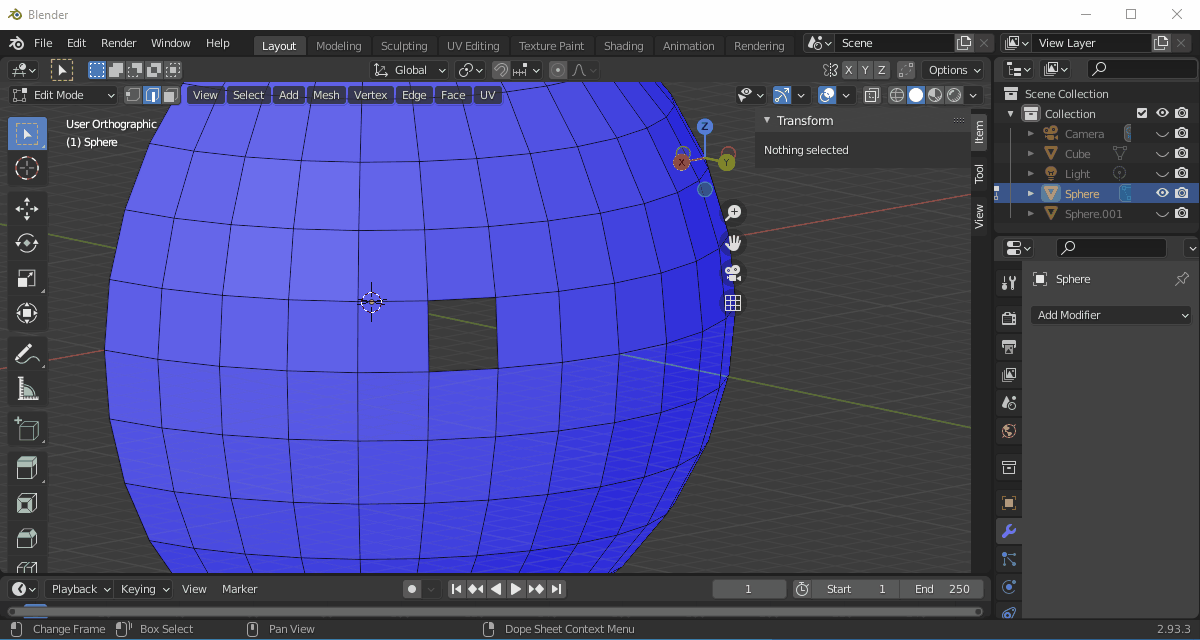 Blender
File Edit Render Window Help Layout Modeling Sculpting UV Editing Texture Paint Shading Animation Rendering Scene View Layer
Global X Y Z Options
Edit Mode View Select Add Mesh Vertex Edge Face UV
User Orthographic
(1) Sphere
Transform
Nothing selected
Item
Tool
View
Z
X
Y
Scene Collection
Collection
Camera
Cube
Light
Sphere
Sphere.001
Sphere
Add Modifier
Playback Keying View Marker 1 Start 1 End 250
Change Frame Box Select Pan View Dope Sheet Context Menu 2.93.3